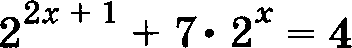 2^{2x + 1} + 7 · 2^{x} = 4